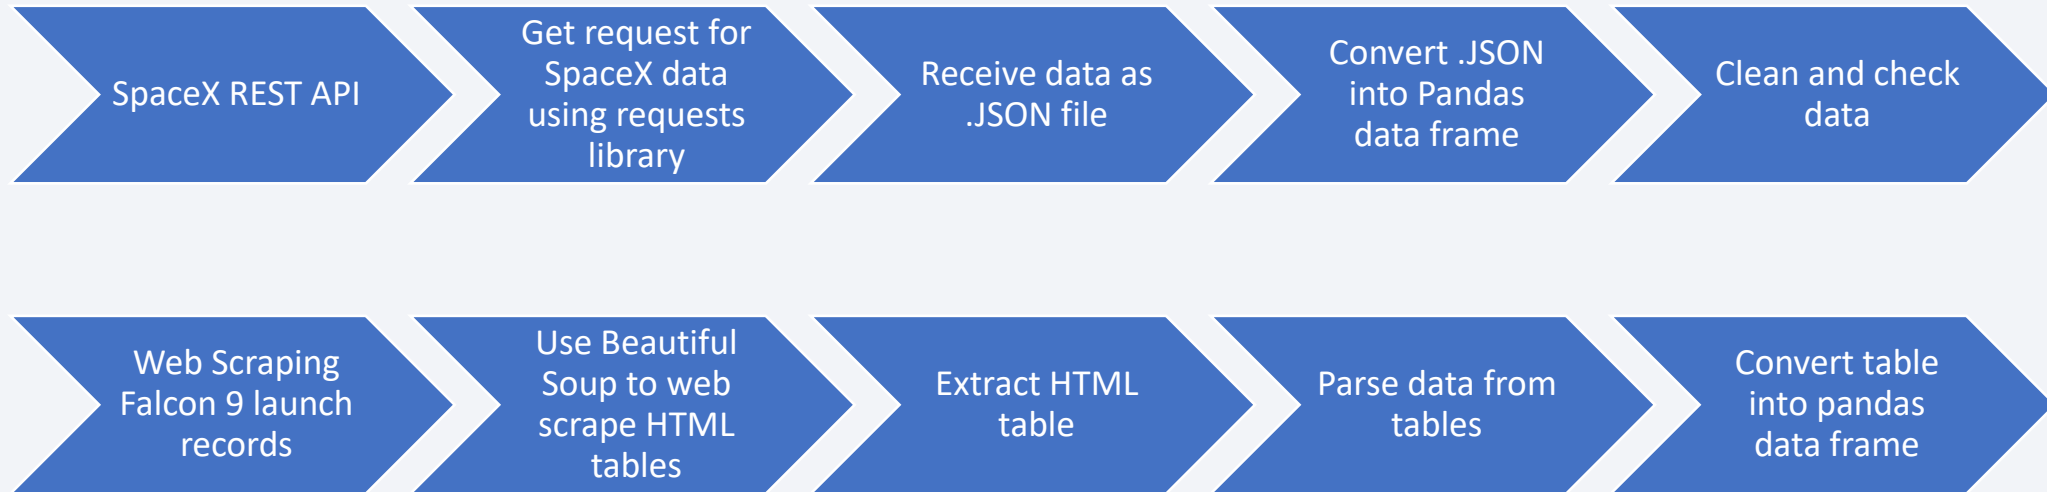 SpaceX REST API
Get request for
SpaceX data
using requests
library
Receive data as
.JSON file
Convert .JSON
into Pandas
data frame
Clean and check
data
Web Scraping
Falcon 9 launch
records
Use Beautiful
Soup to web
scrape HTML
tables
Extract HTML
table
Parse data from
tables
Convert table
into pandas
data frame